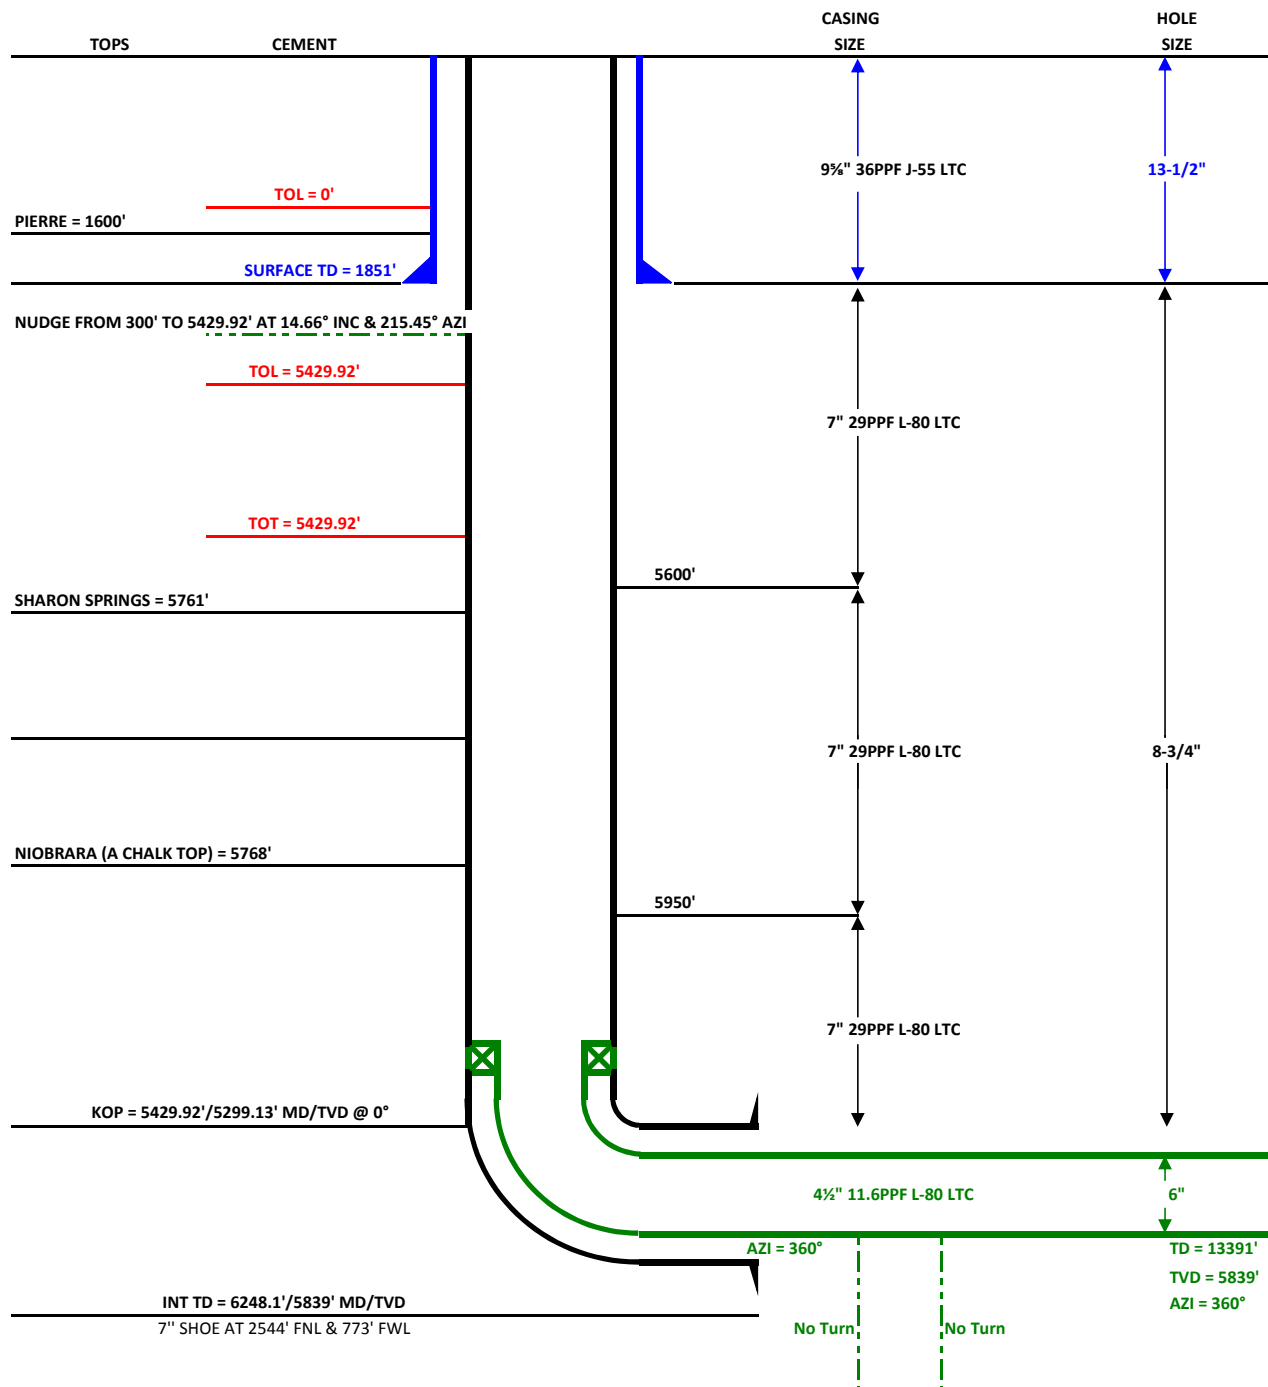 CASING
HOLE
TOPS
CEMENT
SIZE
SIZE
9⅝" 36PPF J-55 LTC
13-1/2"
TOL = 0'
PIERRE = 1600'
SURFACE TD = 1851'
NUDGE FROM 300' TO 5429.92' AT 14.66° INC & 215.45° AZI
TOL = 5429.92'
7" 29PPF L-80 LTC
TOT = 5429.92'
5600'
SHARON SPRINGS = 5761'
7" 29PPF L-80 LTC
8-3/4"
NIOBRARA (A CHALK TOP) = 5768'
5950'
7" 29PPF L-80 LTC
KOP = 5429.92'/5299.13' MD/TVD @ 0°
4½" 11.6PPF L-80 LTC
6"
AZI = 360°
TD = 13391'
TVD = 5839'
AZI = 360°
INT TD = 6248.1'/5839' MD/TVD
7'' SHOE AT 2544' FNL & 773' FWL
No Turn
No Turn